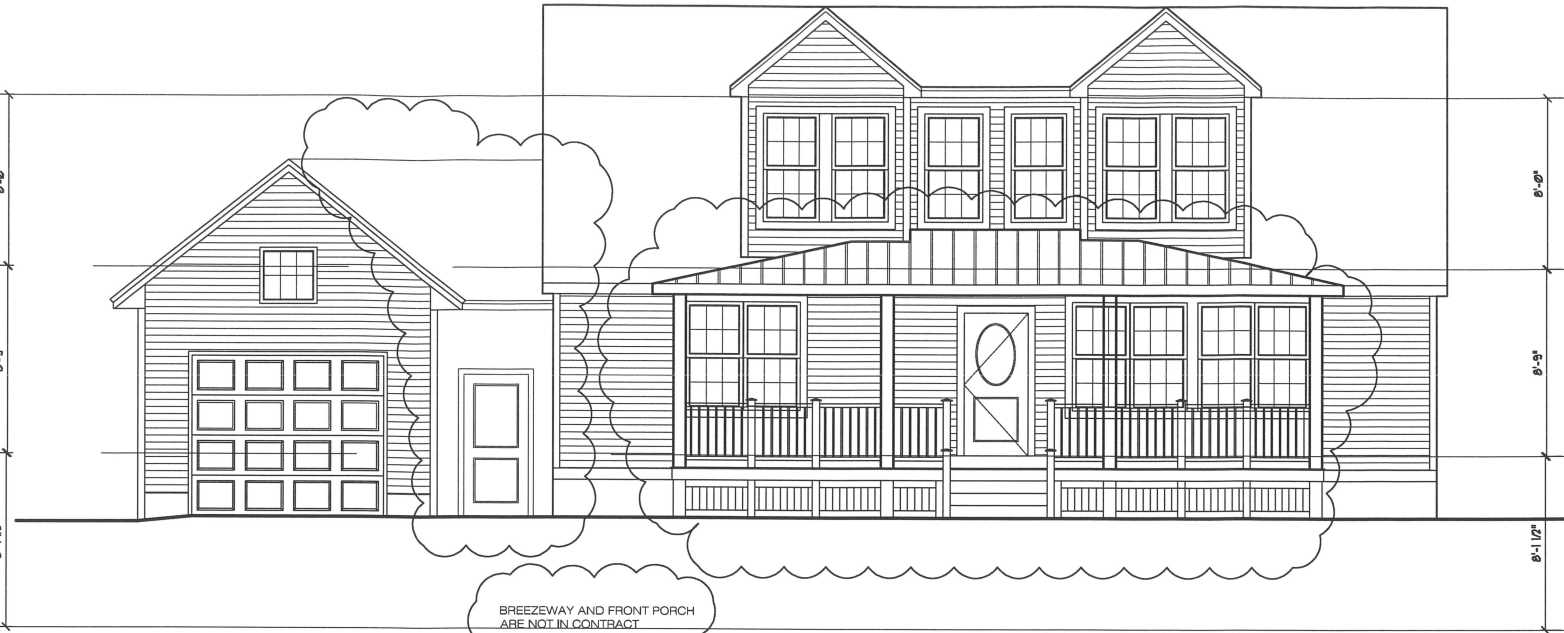 8'-0"
8'-9"
8'-1 1/2"
BREEZEWAY AND FRONT PORCH
ARE NOT IN CONTRACT